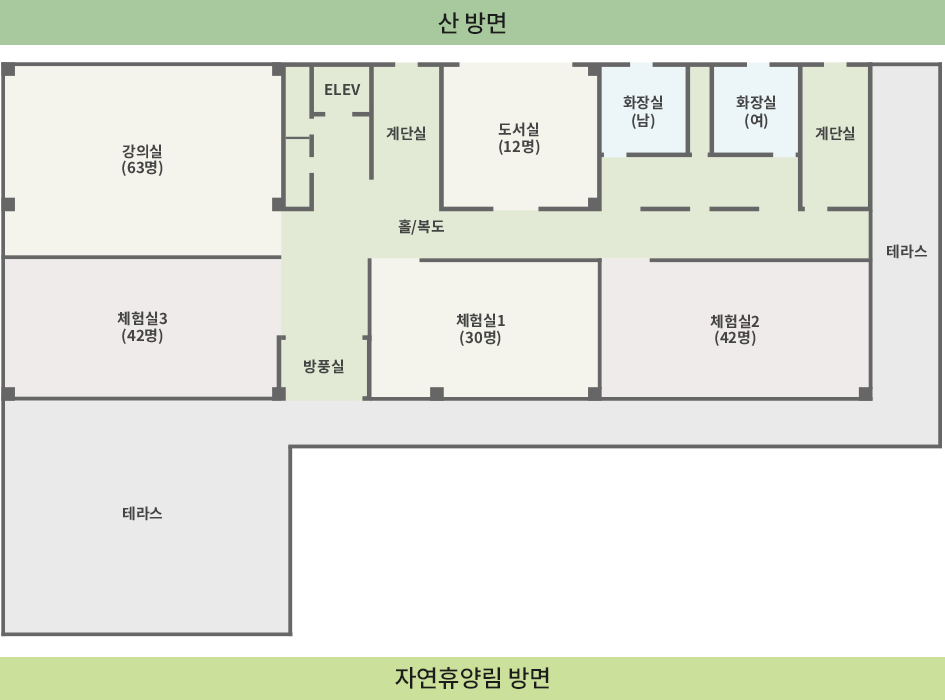 산 방면
ELEV
화장실
(남)
화장실
(여)
계단실
도서실
(12명)
계단실
강의실
(63명)
홀/복도
테라스
체험실3
(42명)
체험실1
(30명)
체험실2
(42명)
방풍실
테라스
자연휴양림 방면